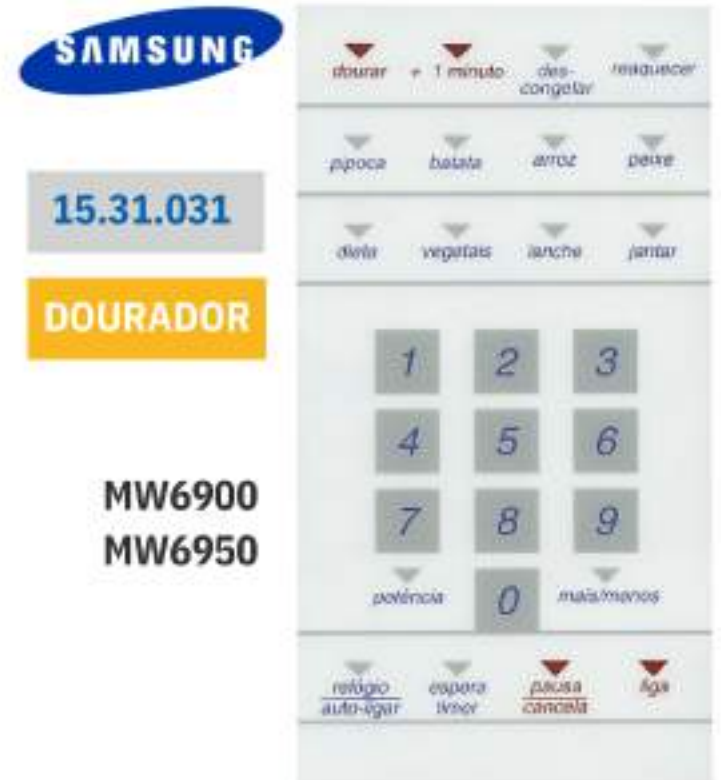 SAMSUNG
15.31.031
DOURADOR
MW6900
MW6950
dourar + 1 minuto des- reaquecer
congelar
pipoca batata arroz peixe
dieta vegetais lanche jantar
1 2 3
4 5 6
7 8 9
potência 0 mais/menos
relógio espera pausa liga
auto-ligar timer cancela